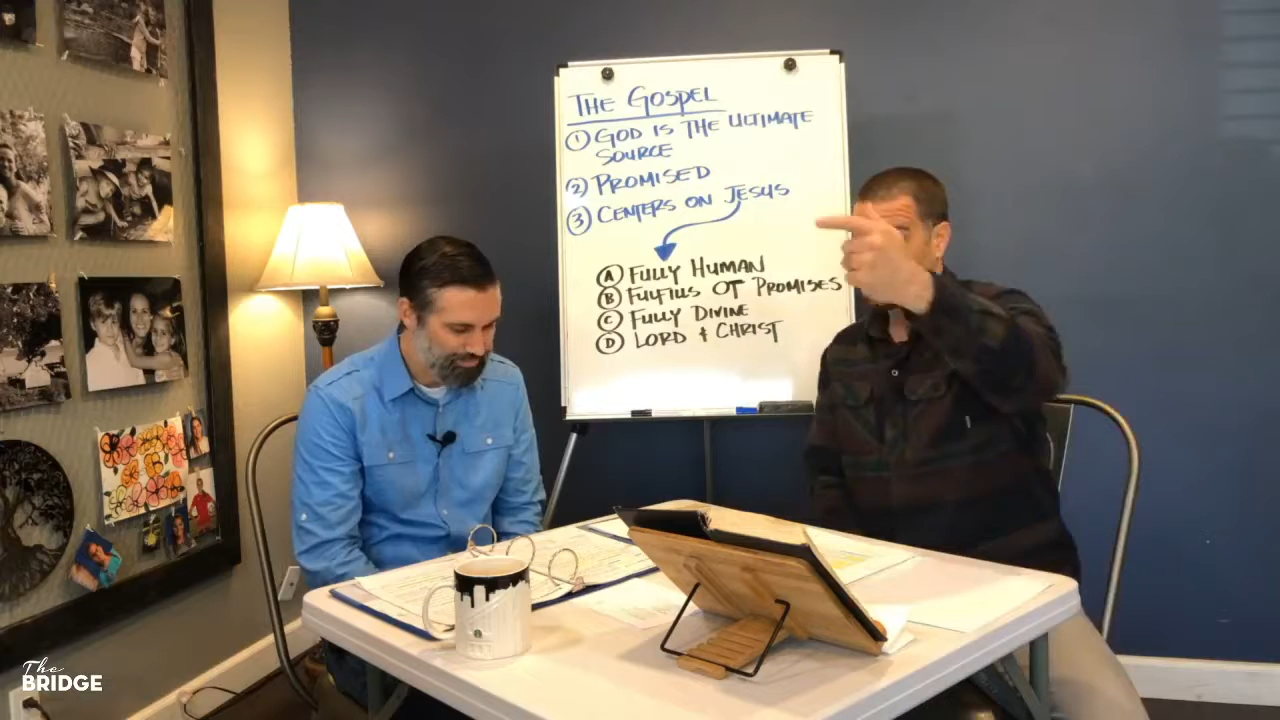 THE GOSPEL
① GOD IS THE ULTIMATE
SOURCE
② PROMISED
③ CENTERS ON JESUS
Ⓐ FULLY HUMAN
Ⓑ FULFILLS OT PROMISES
Ⓒ FULLY DIVINE
Ⓓ LORD + CHRIST
The
BRIDGE